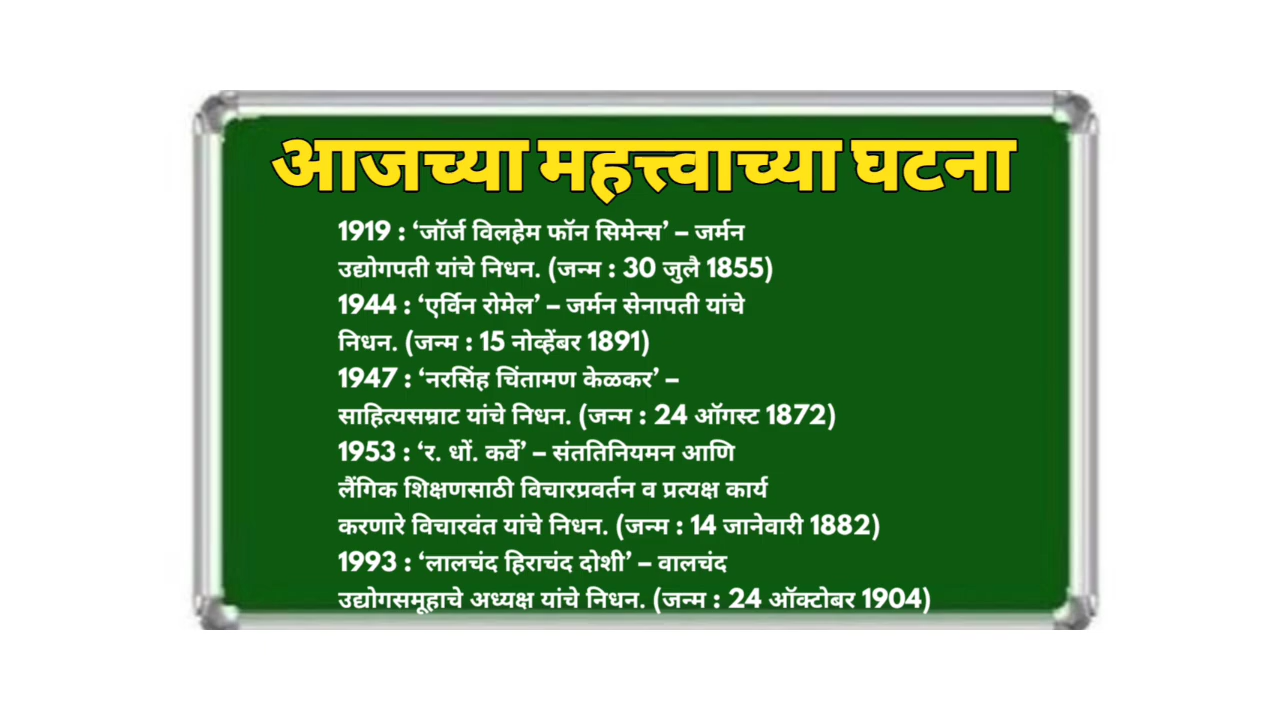 आजच्या महत्त्वाच्या घटना
1919 : ‘जॉर्ज विलहेम फॉन सिमेन्स’ – जर्मन
उद्योगपती यांचे निधन. (जन्म : 30 जुलै 1855)
1944 : ‘एर्विन रोमेल’ – जर्मन सेनापती यांचे
निधन. (जन्म : 15 नोव्हेंबर 1891)
1947 : ‘नरसिंह चिंतामण केळकर’ –
साहित्यसम्राट यांचे निधन. (जन्म : 24 ऑगस्ट 1872)
1953 : ‘र. धों. कर्वे’ – संततिनियमन आणि
लैंगिक शिक्षणसाठी विचारप्रवर्तन व प्रत्यक्ष कार्य
करणारे विचारवंत यांचे निधन. (जन्म : 14 जानेवारी 1882)
1993 : ‘लालचंद हिराचंद दोशी’ – वालचंद
उद्योगसमूहाचे अध्यक्ष यांचे निधन. (जन्म : 24 ऑक्टोबर 1904)